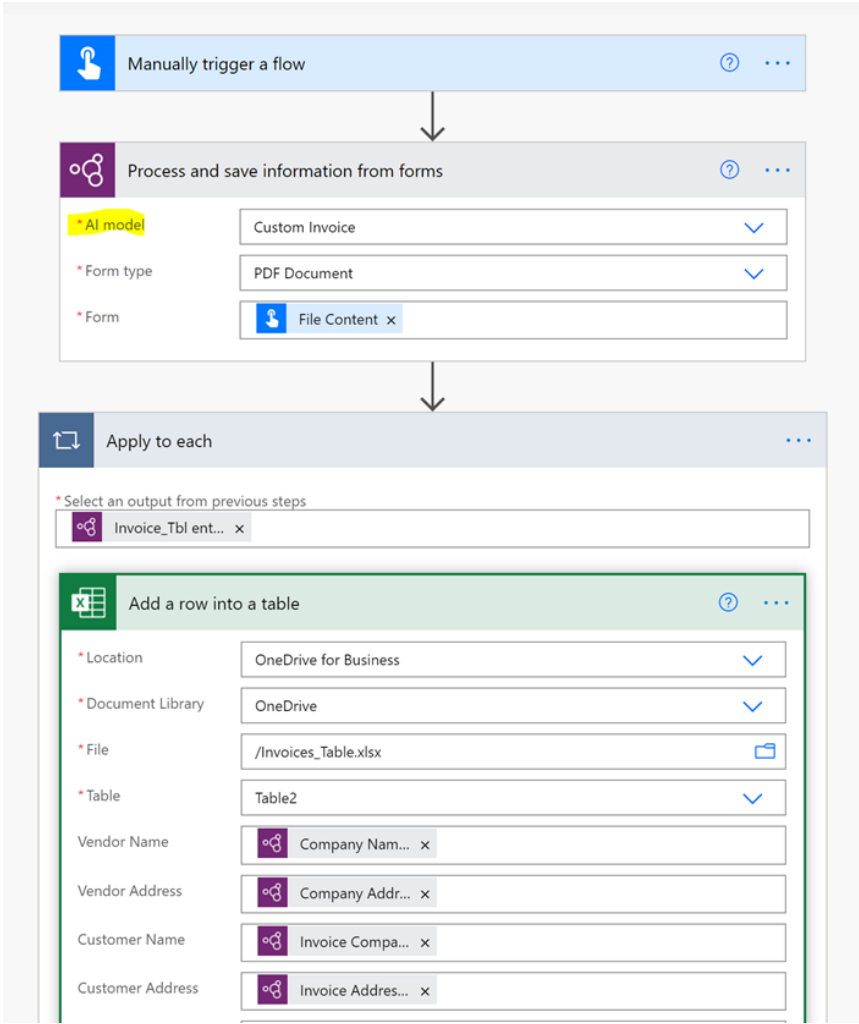 Manually trigger a flow
Process and save information from forms
* AI model
Custom Invoice
* Form type
PDF Document
* Form
File Content ×
Apply to each
* Select an output from previous steps
Invoice_Tbl ent... ×
Add a row into a table
* Location
OneDrive for Business
* Document Library
OneDrive
* File
/Invoices_Table.xlsx
* Table
Table2
Vendor Name
Company Nam... ×
Vendor Address
Company Addr... ×
Customer Name
Invoice Compa... ×
Customer Address
Invoice Addres... ×